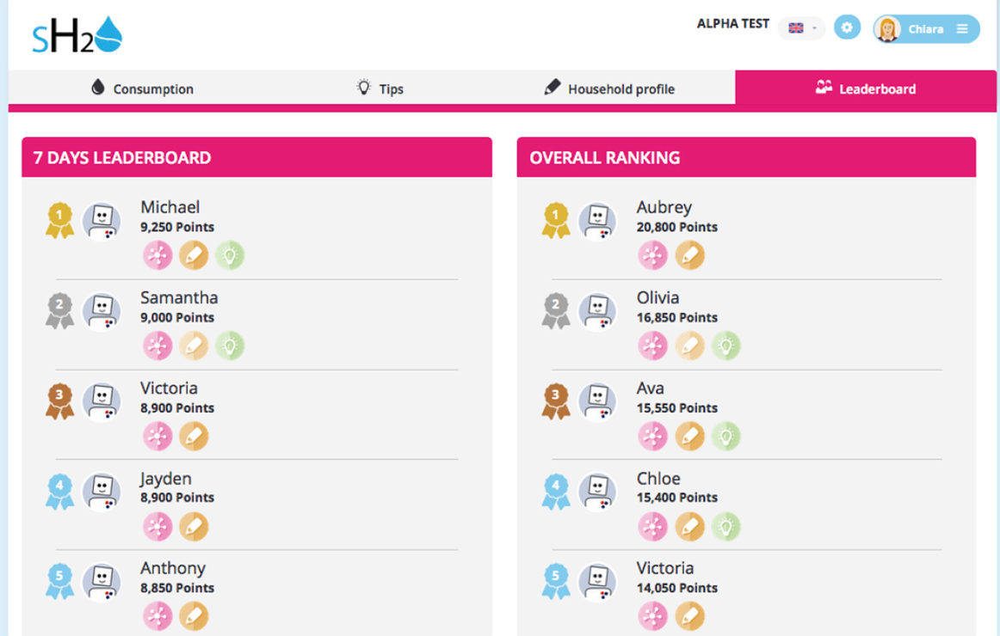 sH2
ALPHA TEST
Chiara
Consumption
Tips
Household profile
Leaderboard
7 DAYS LEADERBOARD
1
Michael
9,250 Points
2
Samantha
9,000 Points
3
Victoria
8,900 Points
4
Jayden
8,900 Points
5
Anthony
8,850 Points
OVERALL RANKING
1
Aubrey
20,800 Points
2
Olivia
16,850 Points
3
Ava
15,550 Points
4
Chloe
15,400 Points
5
Victoria
14,050 Points